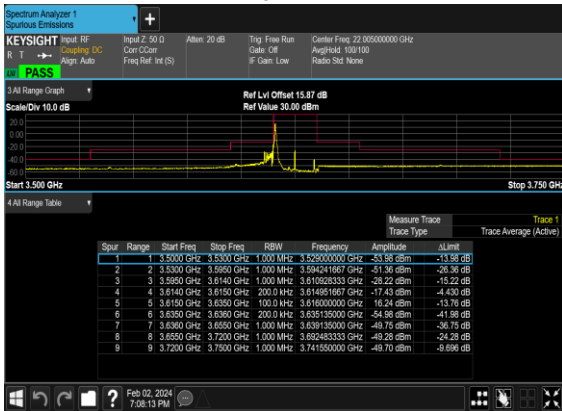 Spectrum Analyzer 1
Spurious Emissions
KEYSIGHT Input: RF Input Z: 50 Ω Atten: 20 dB Trig: Free Run Center Freq: 22.005000000 GHz
R T Coupling: DC Corr CCorr Gate: Off Avg|Hold: 100/100
Align: Auto Freq Ref: Int (S) IF Gain: Low Radio Std: None
PASS
3 All Range Graph
Ref Lvl Offset 15.87 dB
Scale/Div 10.0 dB Ref Value 30.00 dBm
20.0
0.00
-20.0
-40.0
-60.0
Start 3.500 GHz Stop 3.750 GHz
4 All Range Table
Measure Trace Trace 1
Trace Type Trace Average (Active)
Spur Range Start Freq Stop Freq RBW Frequency Amplitude ΔLimit
1 1 3.5000 GHz 3.5300 GHz 1.000 MHz 3.529000000 GHz -53.98 dBm -13.98 dB
2 2 3.5300 GHz 3.5950 GHz 1.000 MHz 3.594241667 GHz -51.36 dBm -26.36 dB
3 3 3.5950 GHz 3.6140 GHz 1.000 MHz 3.610928333 GHz -28.22 dBm -15.22 dB
4 4 3.6140 GHz 3.6150 GHz 200.0 kHz 3.614951667 GHz -17.43 dBm -4.430 dB
5 5 3.6150 GHz 3.6350 GHz 100.0 kHz 3.616000000 GHz 16.24 dBm -13.76 dB
6 6 3.6350 GHz 3.6360 GHz 200.0 kHz 3.635135000 GHz -54.98 dBm -41.98 dB
7 7 3.6360 GHz 3.6550 GHz 1.000 MHz 3.639135000 GHz -49.75 dBm -36.75 dB
8 8 3.6550 GHz 3.7200 GHz 1.000 MHz 3.692483333 GHz -49.28 dBm -24.28 dB
9 9 3.7200 GHz 3.7500 GHz 1.000 MHz 3.741550000 GHz -49.70 dBm -9.696 dB
? Feb 02, 2024
7:08:13 PM